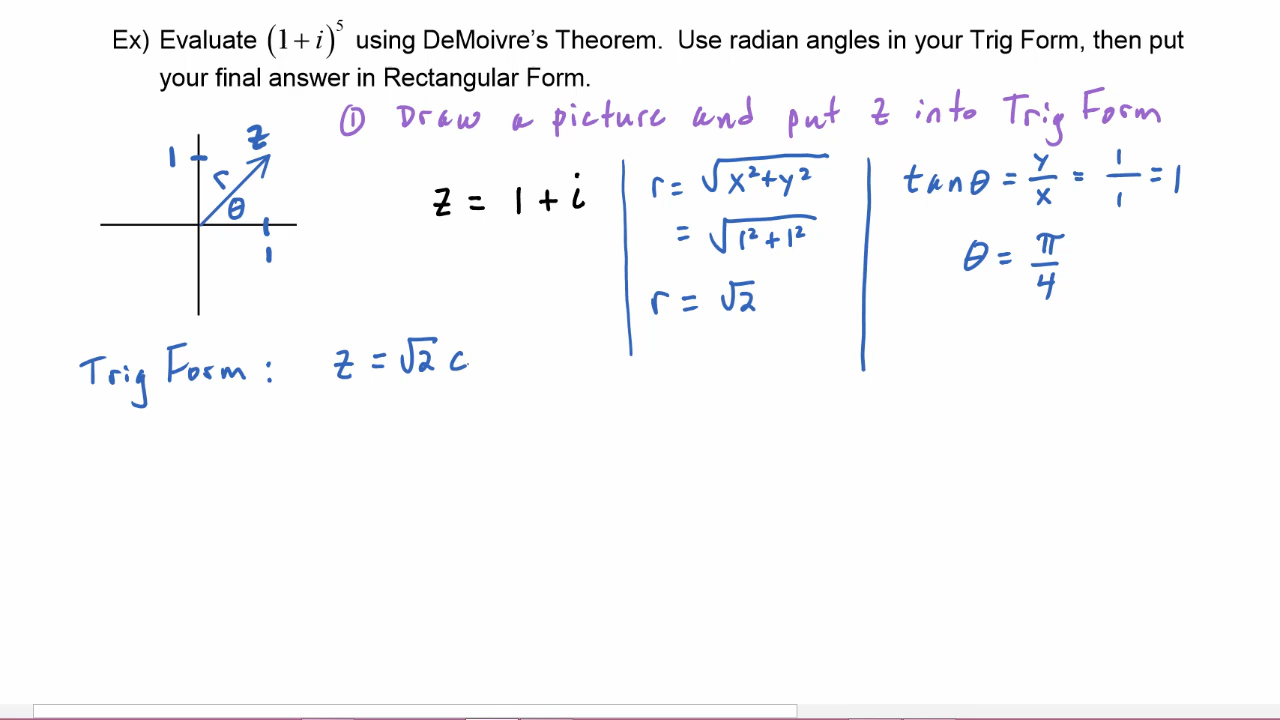 Ex) Evaluate (1+i)^5 using DeMoivre's Theorem. Use radian angles in your Trig Form, then put
your final answer in Rectangular Form.
① Draw a picture and put z into Trig Form
1
z
r
θ
1
z = 1 + i
r = √(x²+y²)
= √(1²+1²)
r = √2
tanθ = y/x = 1/1 = 1
θ = π/4
Trig Form: z = √2 c